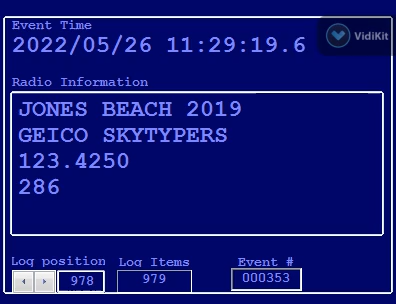 Event Time
2022/05/26 11:29:19.6
VidiKit
Radio Information
JONES BEACH 2019
GEICO SKYTYPERS
123.4250
286
Log position Log Items Event #
978 979 000353